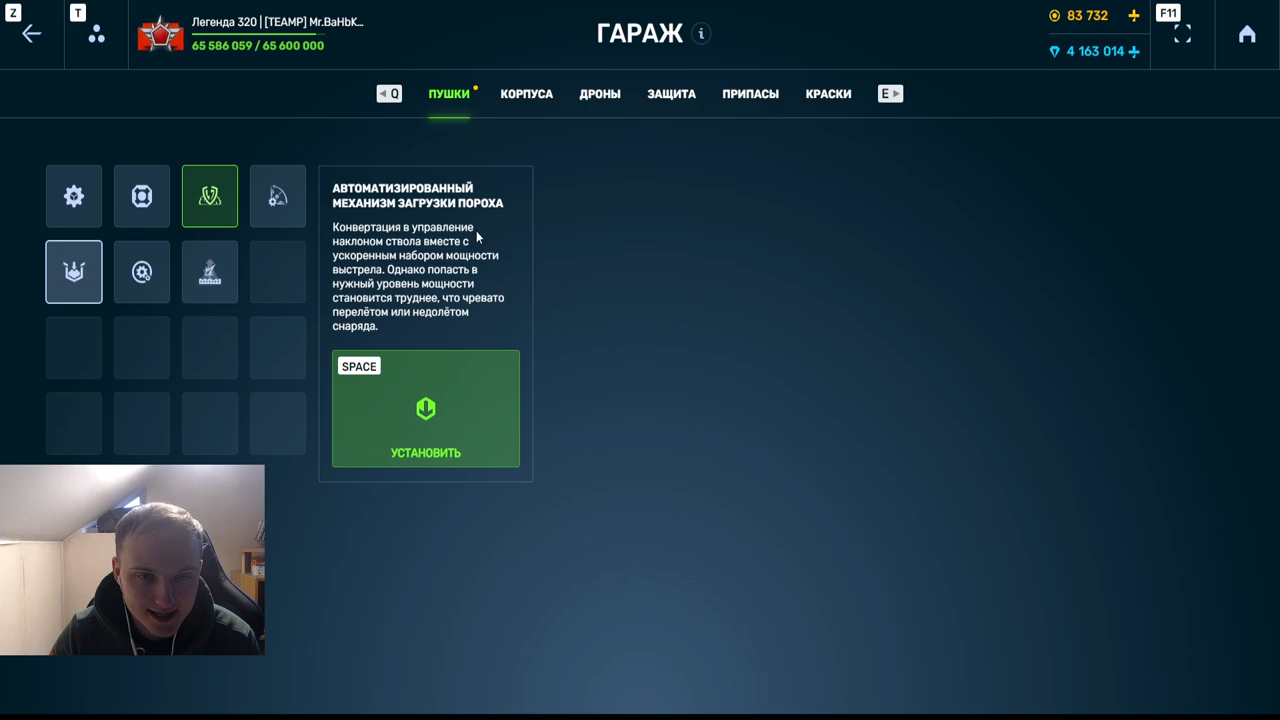 Z
T
Легенда 320 | [TEAMP] Mr.BaHbK...
65 586 059 / 65 600 000
ГАРАЖ
i
83 732 +
4 163 014 +
F11
Q
ПУШКИ
КОРПУСА
ДРОНЫ
ЗАЩИТА
ПРИПАСЫ
КРАСКИ
E
АВТОМАТИЗИРОВАННЫЙ
МЕХАНИЗМ ЗАГРУЗКИ ПОРОХА
Конвертация в управление
наклоном ствола вместе с
ускоренным набором мощности
выстрела. Однако попасть в
нужный уровень мощности
становится труднее, что чревато
перелётом или недолётом
снаряда.
SPACE
УСТАНОВИТЬ